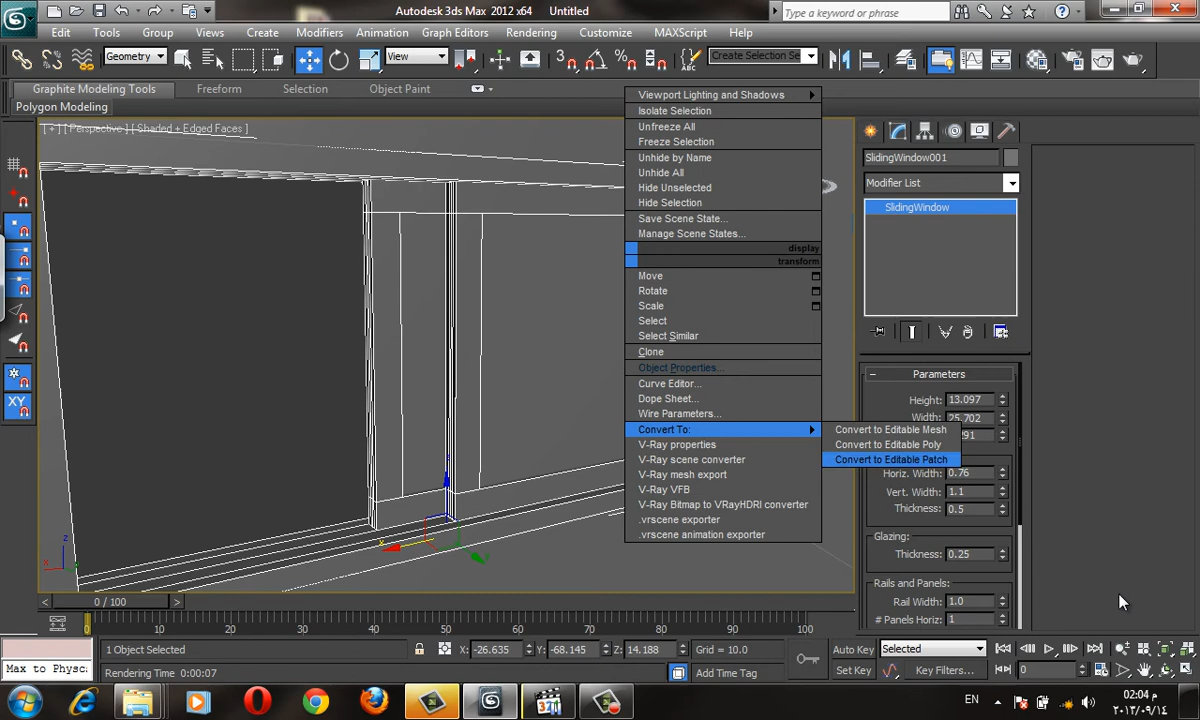 Autodesk 3ds Max 2012 x64 Untitled
Type a keyword or phrase
Edit Tools Group Views Create Modifiers Animation Graph Editors Rendering Customize MAXScript Help
Geometry View Create Selection Se
Graphite Modeling Tools Freeform Selection Object Paint
Polygon Modeling
[ + ] [ Perspective ] [ Shaded + Edged Faces ]
Viewport Lighting and Shadows
Isolate Selection
Unfreeze All
Freeze Selection
Unhide by Name
Unhide All
Hide Unselected
Hide Selection
Save Scene State...
Manage Scene States...
display
transform
Move
Rotate
Scale
Select
Select Similar
Clone
Object Properties...
Curve Editor...
Dope Sheet...
Wire Parameters...
Convert To:
V-Ray properties
V-Ray scene converter
V-Ray mesh export
V-Ray VFB
V-Ray Bitmap to VRayHDRI converter
.vrscene exporter
.vrscene animation exporter
Convert to Editable Mesh
Convert to Editable Poly
Convert to Editable Patch
SlidingWindow001
Modifier List
SlidingWindow
Parameters
Height: 13.097
Width: 25.702
291
Horiz. Width: 0.76
Vert. Width: 1.1
Thickness: 0.5
Glazing:
Thickness: 0.25
Rails and Panels:
Rail Width: 1.0
# Panels Horiz: 1
z
x
x
0 / 100
0 10 20 30 40 50 60 70 80 90 100
1 Object Selected X: -26.635 Y: -68.145 Z: 14.188 Grid = 10.0 Auto Key Selected
Max to Physc Rendering Time 0:00:07 Add Time Tag Set Key Key Filters... 0
XY
EN
02:04 م
٢٠١٣/٠٩/١٤